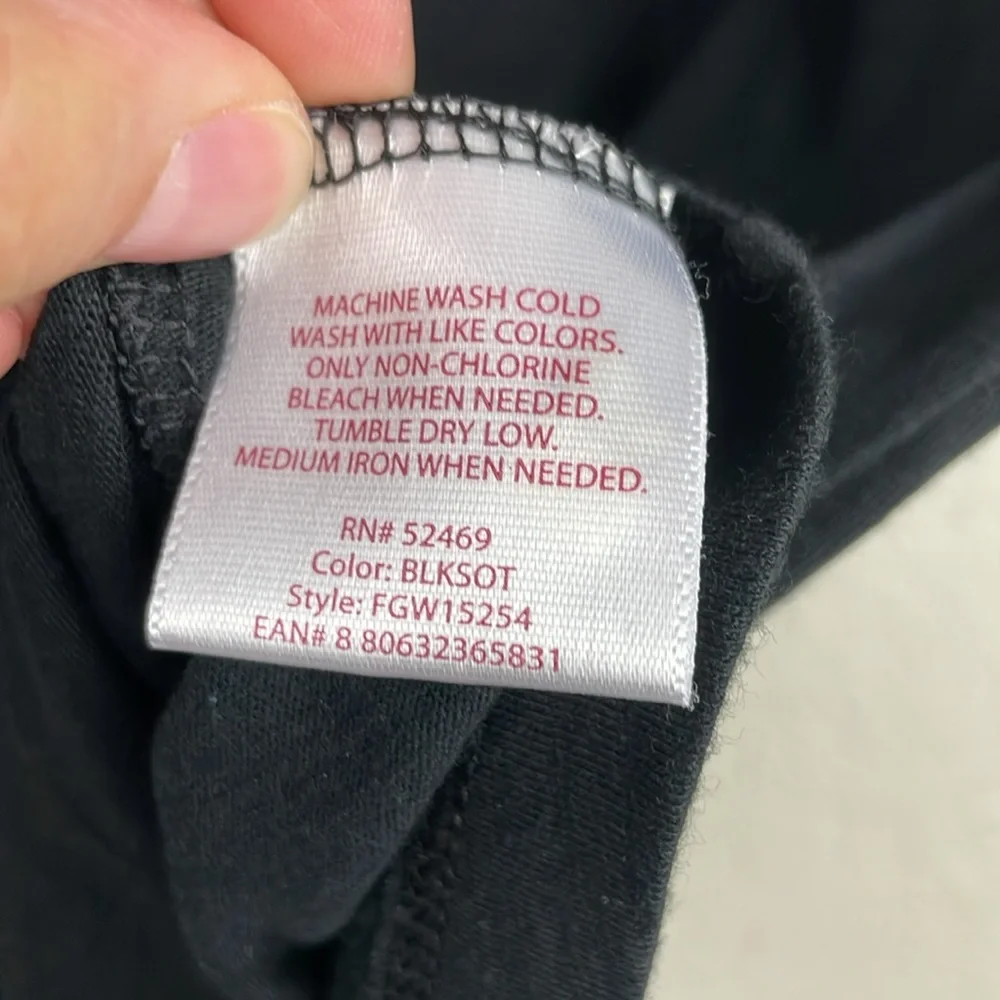 MACHINE WASH COLD
WASH WITH LIKE COLORS.
ONLY NON-CHLORINE
BLEACH WHEN NEEDED.
TUMBLE DRY LOW.
MEDIUM IRON WHEN NEEDED.
RN# 52469
Color: BLKSOT
Style: FGW15254
EAN# 8 80632365831